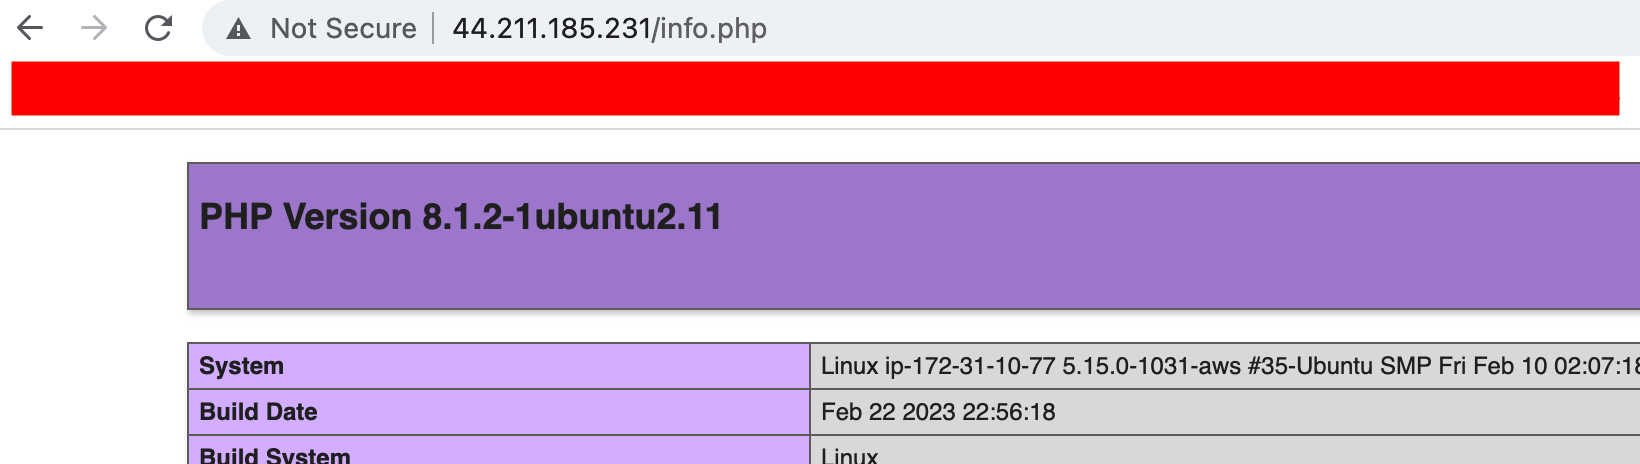 Not Secure | 44.211.185.231/info.php
PHP Version 8.1.2-1ubuntu2.11
System Linux ip-172-31-10-77 5.15.0-1031-aws #35-Ubuntu SMP Fri Feb 10 02:07:18
Build Date Feb 22 2023 22:56:18
Build System Linux